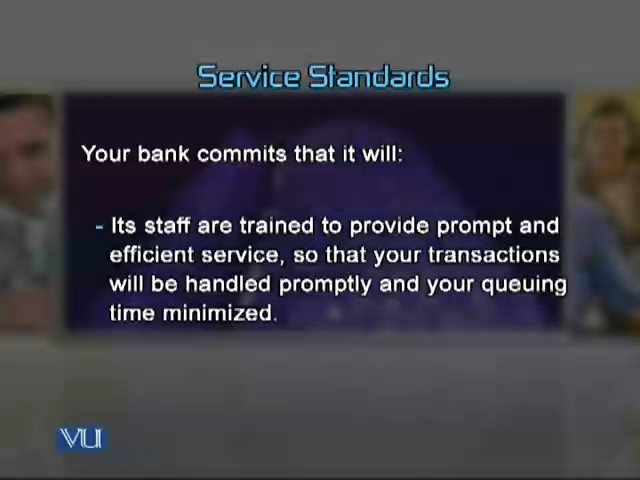 Service Standards
Your bank commits that it will:
- Its staff are trained to provide prompt and
efficient service, so that your transactions
will be handled promptly and your queuing
time minimized.
VU